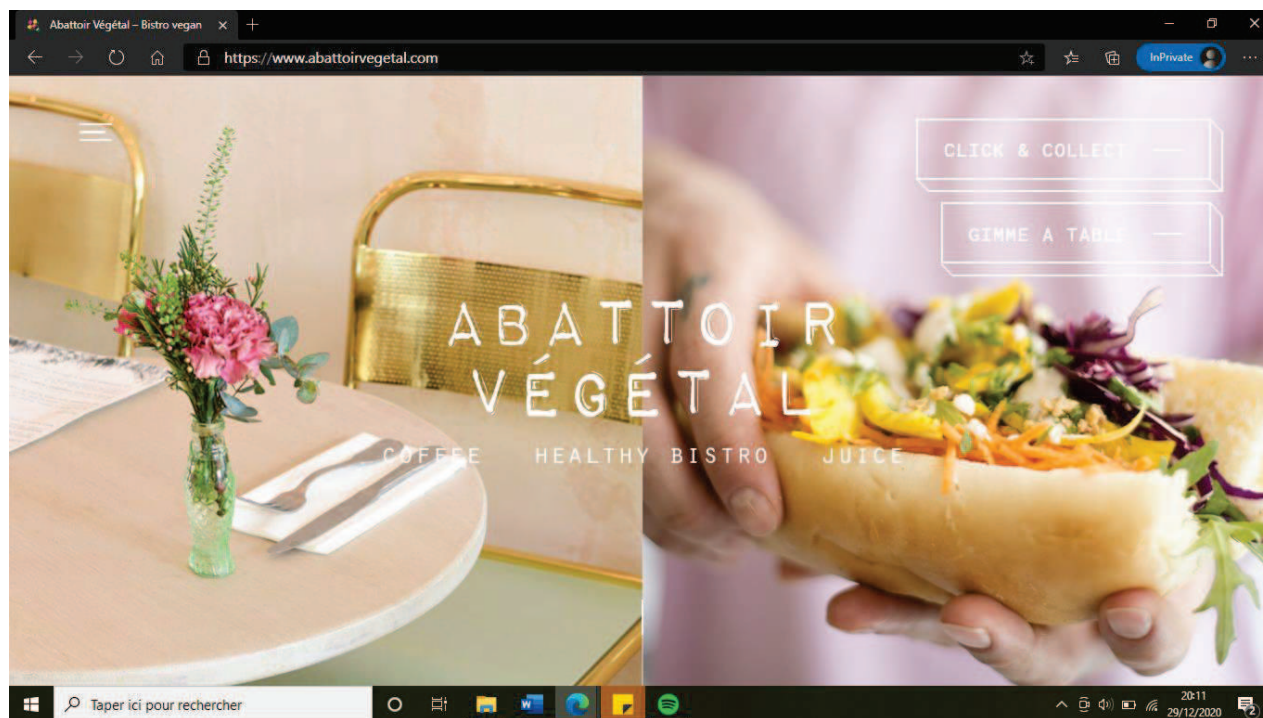 Abattoir Végétal – Bistro vegan
https://www.abattoirvegetal.com
InPrivate
CLICK & COLLECT
GIMME A TABLE
ABATTOIR
VÉGÉTAL
COFFEE HEALTHY BISTRO JUICE
Taper ici pour rechercher
20:11
29/12/2020
2